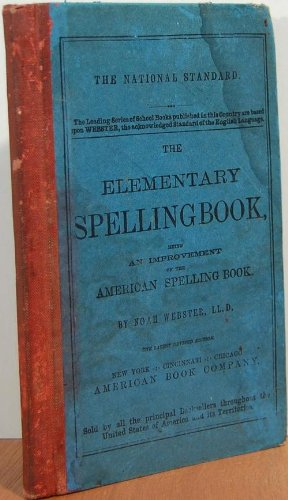 THE NATIONAL STANDARD.
The Leading Series of School Books published in this Country are based
upon WEBSTER, the acknowledged Standard of the English Language.
THE
ELEMENTARY
SPELLING BOOK,
BEING
AN IMPROVEMENT
OF THE
AMERICAN SPELLING BOOK.
BY NOAH WEBSTER, LL.D.
THE LATEST REVISED EDITION.
NEW YORK CINCINNATI CHICAGO
AMERICAN BOOK COMPANY.
Sold by all the principal Booksellers throughout the
United States of America and its Territories.